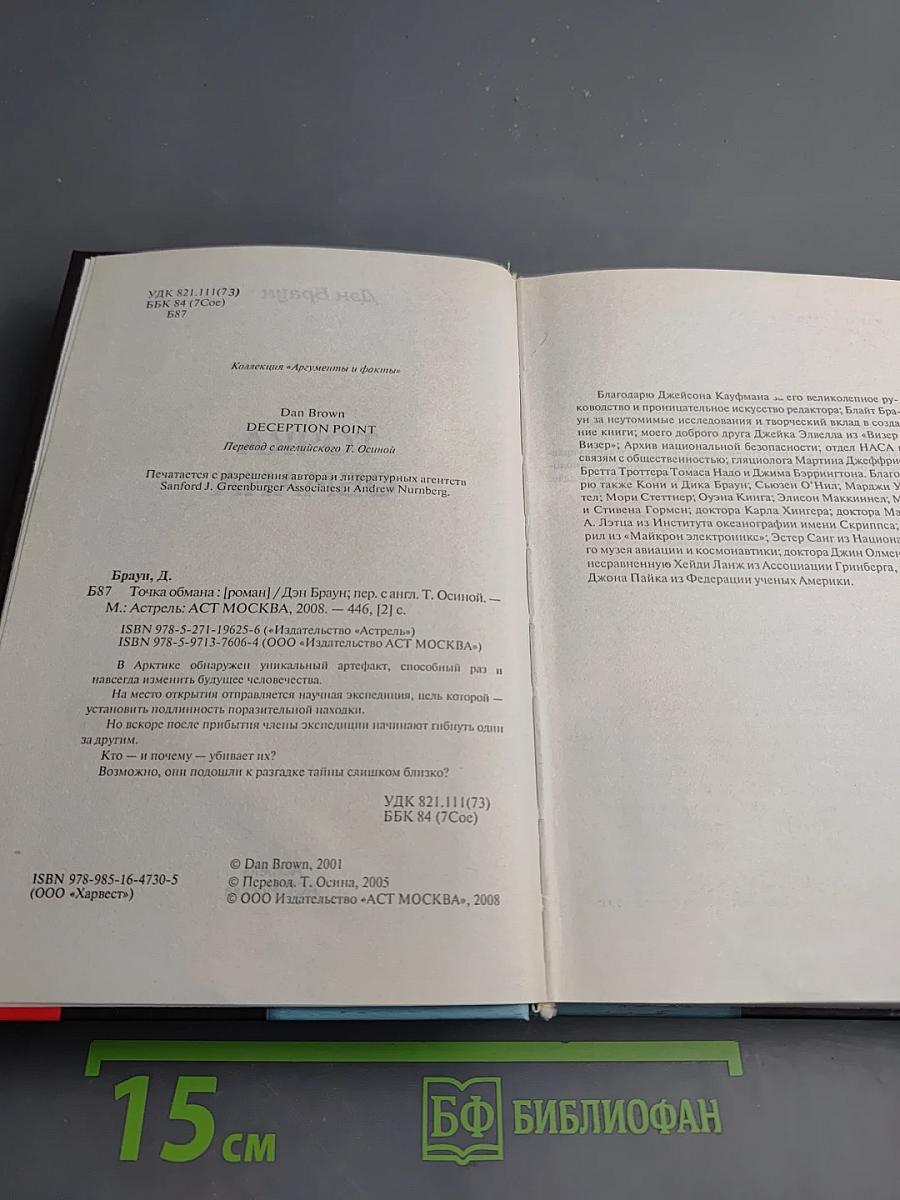 УДК 821.111(73)
ББК 84 (7Сое)
Б87
Коллекция «Аргументы и факты»
Dan Brown
DECEPTION POINT
Перевод с английского Т. Осиной
Печатается с разрешения автора и литературных агентств
Sanford J. Greenburger Associates и Andrew Nurnberg.
Браун, Д.
Б87 Точка обмана : [роман] / Дэн Браун; пер. с англ. Т. Осиной. —
М.: Астрель: АСТ МОСКВА, 2008. — 446, [2] с.
ISBN 978-5-271-19625-6 («Издательство «Астрель»)
ISBN 978-5-9713-7606-4 (ООО «Издательство АСТ МОСКВА»)
В Арктике обнаружен уникальный артефакт, способный раз и
навсегда изменить будущее человечества.
На место открытия отправляется научная экспедиция, цель которой —
установить подлинность поразительной находки.
Но вскоре после прибытия члены экспедиции начинают гибнуть один
за другим.
Кто — и почему — убивает их?
Возможно, они подошли к разгадке тайны слишком близко?
УДК 821.111(73)
ББК 84 (7Сое)
© Dan Brown, 2001
ISBN 978-985-16-4730-5
© Перевод. Т. Осина, 2005
(ООО «Харвест»)
© ООО Издательство «АСТ МОСКВА», 2008
Благодарю Джейсона Кауфмана за его великолепное ру-
ководство и проницательное искусство редактора; Блайт Бра-
ун за неутомимые исследования и творческий вклад в созда
ние книги; моего доброго друга Джейка Элвелла из «Визер
Визер»; Архив национальной безопасности; отдел НАСА
связям с общественностью; гляциолога Мартина Джеффрис
Бретта Троттера Томаса Надо и Джима Бэррингтона. Благо
рю также Кони и Дика Браун; Сьюзен О'Нил; Марджи У
тел; Мори Стеттнер; Оуэна Кинга; Элисон Маккиннел; М
и Стивена Гормен; доктора Карла Хингера; доктора Ма
А. Лэтца из Института океанографии имени Скриппса;
рил из «Майкрон электроникс»; Эстер Санг из Национа
го музея авиации и космонавтики; доктора Джин Олмен
несравненную Хейди Ланж из Ассоциации Гринберга,
Джона Пайка из Федерации ученых Америки.
15 см
БФ БИБЛИОФАН